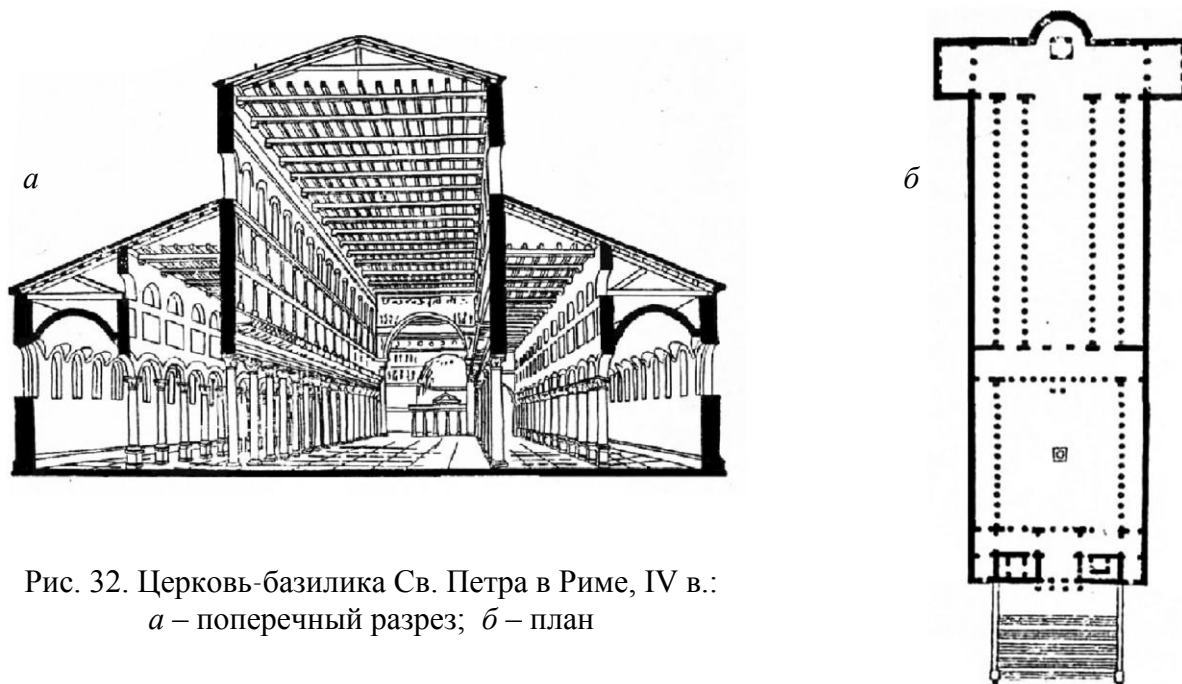 а
б
Рис. 32. Церковь-базилика Св. Петра в Риме, IV в.:
а – поперечный разрез; б – план